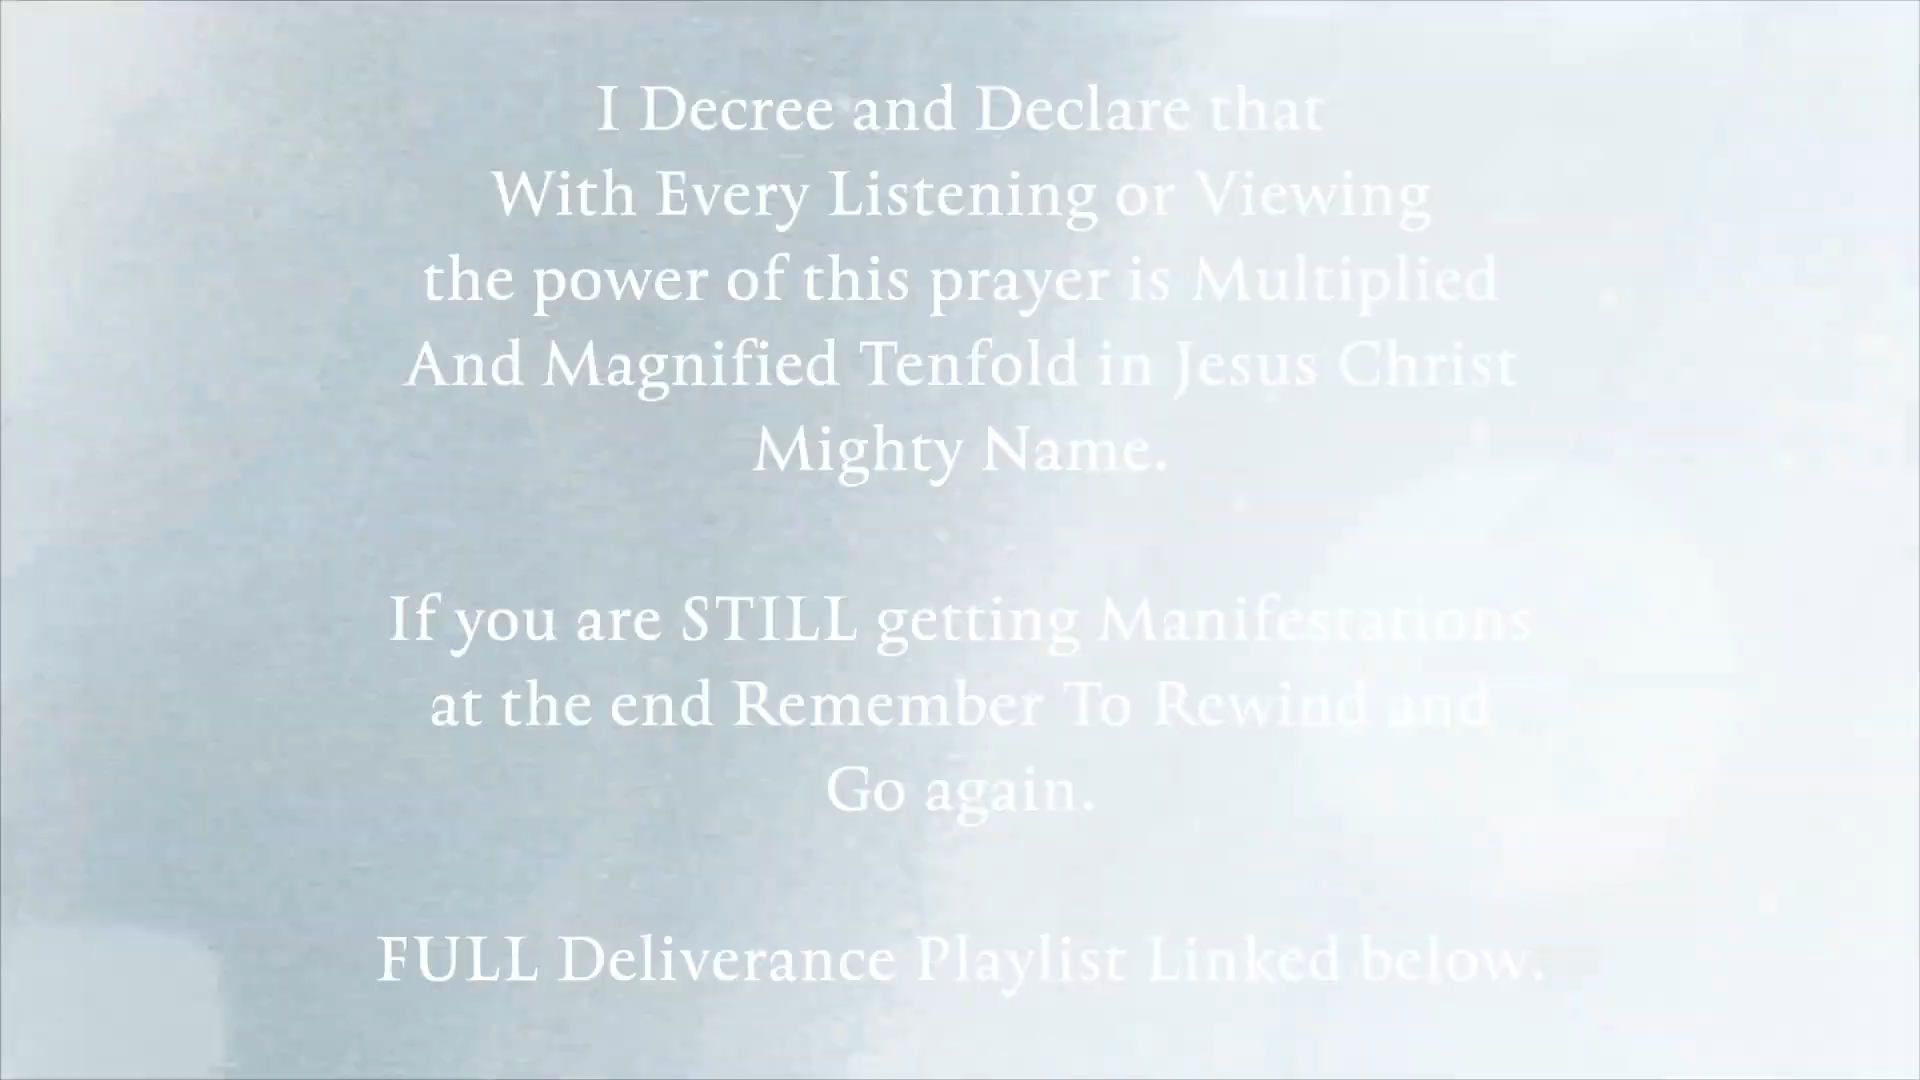 I Decree and Declare that
With Every Listening or Viewing
the power of this prayer is Multiplied
And Magnified Tenfold in Jesus Christ
Mighty Name.
If you are STILL getting Manifestations
at the end Remember To Rewind and
Go again.
FULL Deliverance Playlist Linked below.